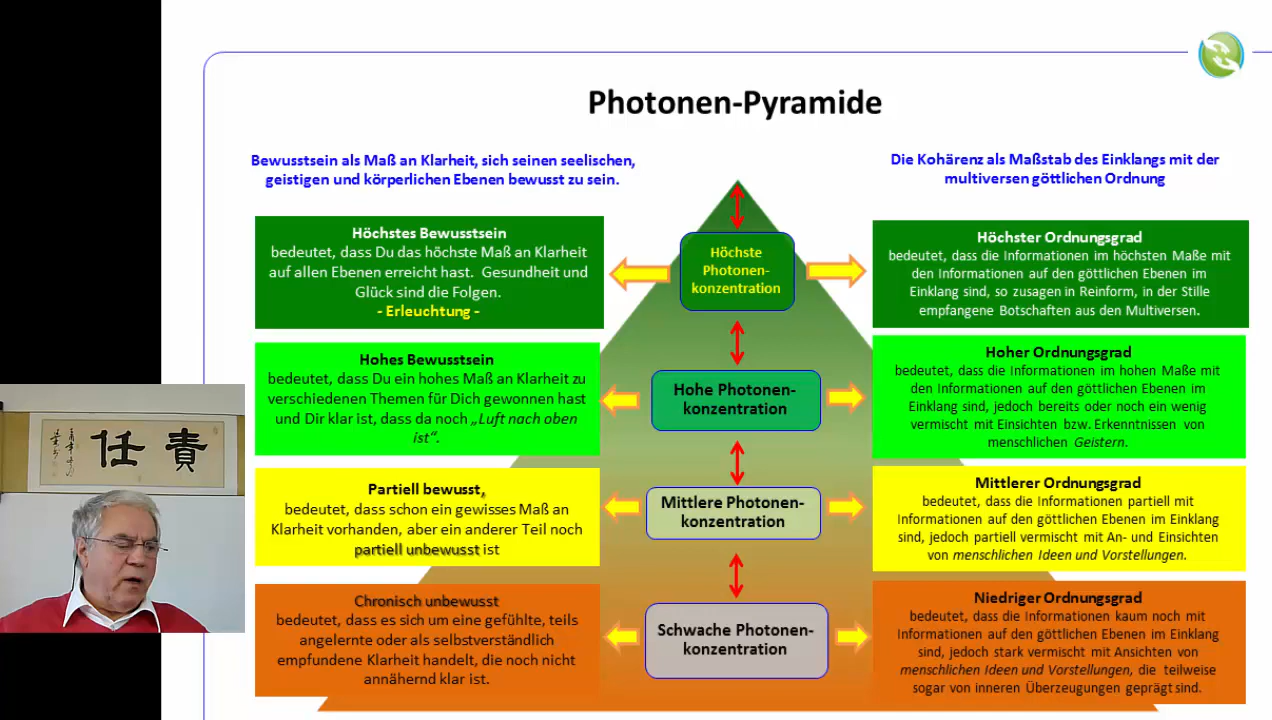 Photonen-Pyramide
Bewusstsein als Maß an Klarheit, sich seinen seelischen,
geistigen und körperlichen Ebenen bewusst zu sein.
Die Kohärenz als Maßstab des Einklangs mit der
multiversen göttlichen Ordnung
Höchstes Bewusstsein
bedeutet, dass Du das höchste Maß an Klarheit
auf allen Ebenen erreicht hast. Gesundheit und
Glück sind die Folgen.
- Erleuchtung -
Höchste
Photonen-
konzentration
Höchster Ordnungsgrad
bedeutet, dass die Informationen im höchsten Maße mit
den Informationen auf den göttlichen Ebenen im
Einklang sind, so zusagen in Reinform, in der Stille
empfangene Botschaften aus den Multiversen.
Hohes Bewusstsein
bedeutet, dass Du ein hohes Maß an Klarheit zu
verschiedenen Themen für Dich gewonnen hast
und Dir klar ist, dass da noch „Luft nach oben
ist“.
Hohe Photonen-
konzentration
Hoher Ordnungsgrad
bedeutet, dass die Informationen im hohen Maße mit
den Informationen auf den göttlichen Ebenen im
Einklang sind, jedoch bereits oder noch ein wenig
vermischt mit Einsichten bzw. Erkenntnissen von
menschlichen Geistern.
Partiell bewusst,
bedeutet, dass schon ein gewisses Maß an
Klarheit vorhanden, aber ein anderer Teil noch
partiell unbewusst ist
Mittlere Photonen-
konzentration
Mittlerer Ordnungsgrad
bedeutet, dass die Informationen partiell mit
Informationen auf den göttlichen Ebenen im Einklang
sind, jedoch partiell vermischt mit An- und Einsichten
von menschlichen Ideen und Vorstellungen.
Chronisch unbewusst
bedeutet, dass es sich um eine gefühlte, teils
angelernte oder als selbstverständlich
empfundene Klarheit handelt, die noch nicht
annähernd klar ist.
Schwache Photonen-
konzentration
Niedriger Ordnungsgrad
bedeutet, dass die Informationen kaum noch mit
Informationen auf den göttlichen Ebenen im Einklang
sind, jedoch stark vermischt mit Ansichten von
menschlichen Ideen und Vorstellungen, die teilweise
sogar von inneren Überzeugungen geprägt sind.
責任